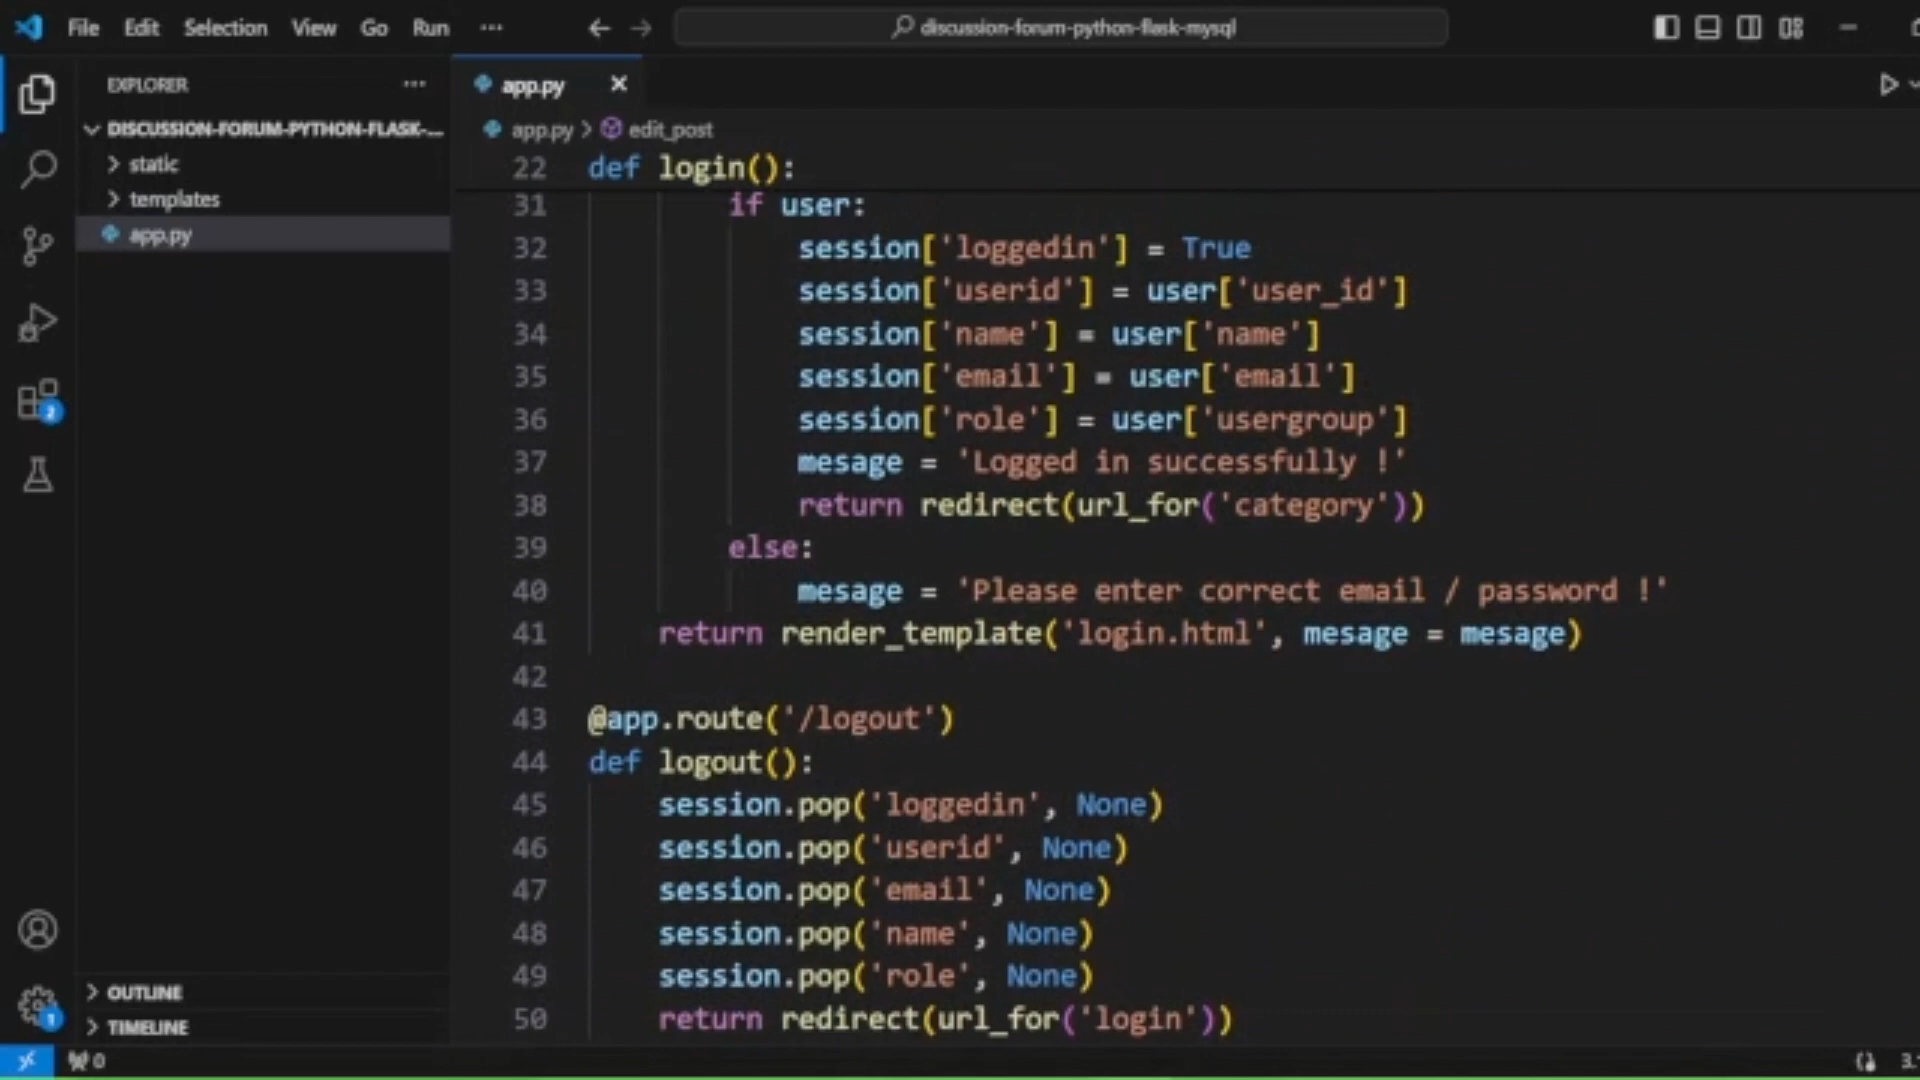 File Edit Selection View Go Run ··· discussion-forum-python-flask-mysql
EXPLORER ···
DISCUSSION-FORUM-PYTHON-FLASK-...
static
templates
app.py
2
1
OUTLINE
TIMELINE
app.py
app.py > edit_post
22 def login():
31 if user:
32 session['loggedin'] = True
33 session['userid'] = user['user_id']
34 session['name'] = user['name']
35 session['email'] = user['email']
36 session['role'] = user['usergroup']
37 mesage = 'Logged in successfully !'
38 return redirect(url_for('category'))
39 else:
40 mesage = 'Please enter correct email / password !'
41 return render_template('login.html', mesage = mesage)
42
43 @app.route('/logout')
44 def logout():
45 session.pop('loggedin', None)
46 session.pop('userid', None)
47 session.pop('email', None)
48 session.pop('name', None)
49 session.pop('role', None)
50 return redirect(url_for('login'))
0